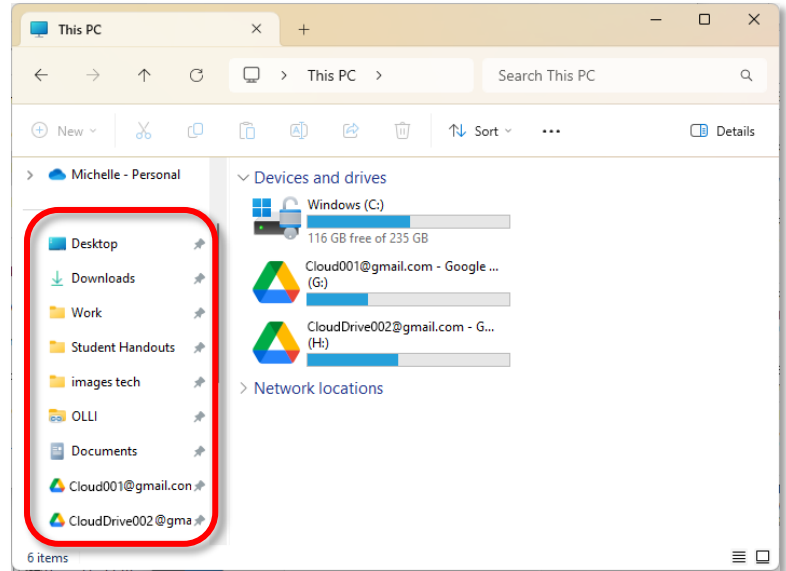 This PC
This PC
Search This PC
New
Sort
Details
Michelle - Personal
Desktop
Downloads
Work
Student Handouts
images tech
OLLI
Documents
Cloud001@gmail.con
CloudDrive002@gma
Devices and drives
Windows (C:)
116 GB free of 235 GB
Cloud001@gmail.com - Google ...
(G:)
CloudDrive002@gmail.com - G...
(H:)
Network locations
6 items